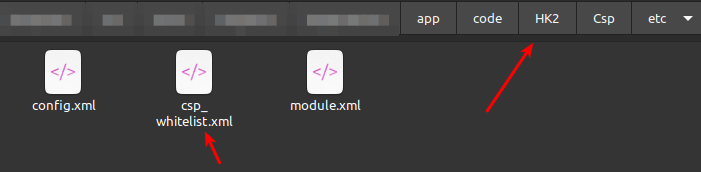 app code HK2 Csp etc
</>
</>
</>
config.xml
csp_
whitelist.xml
module.xml